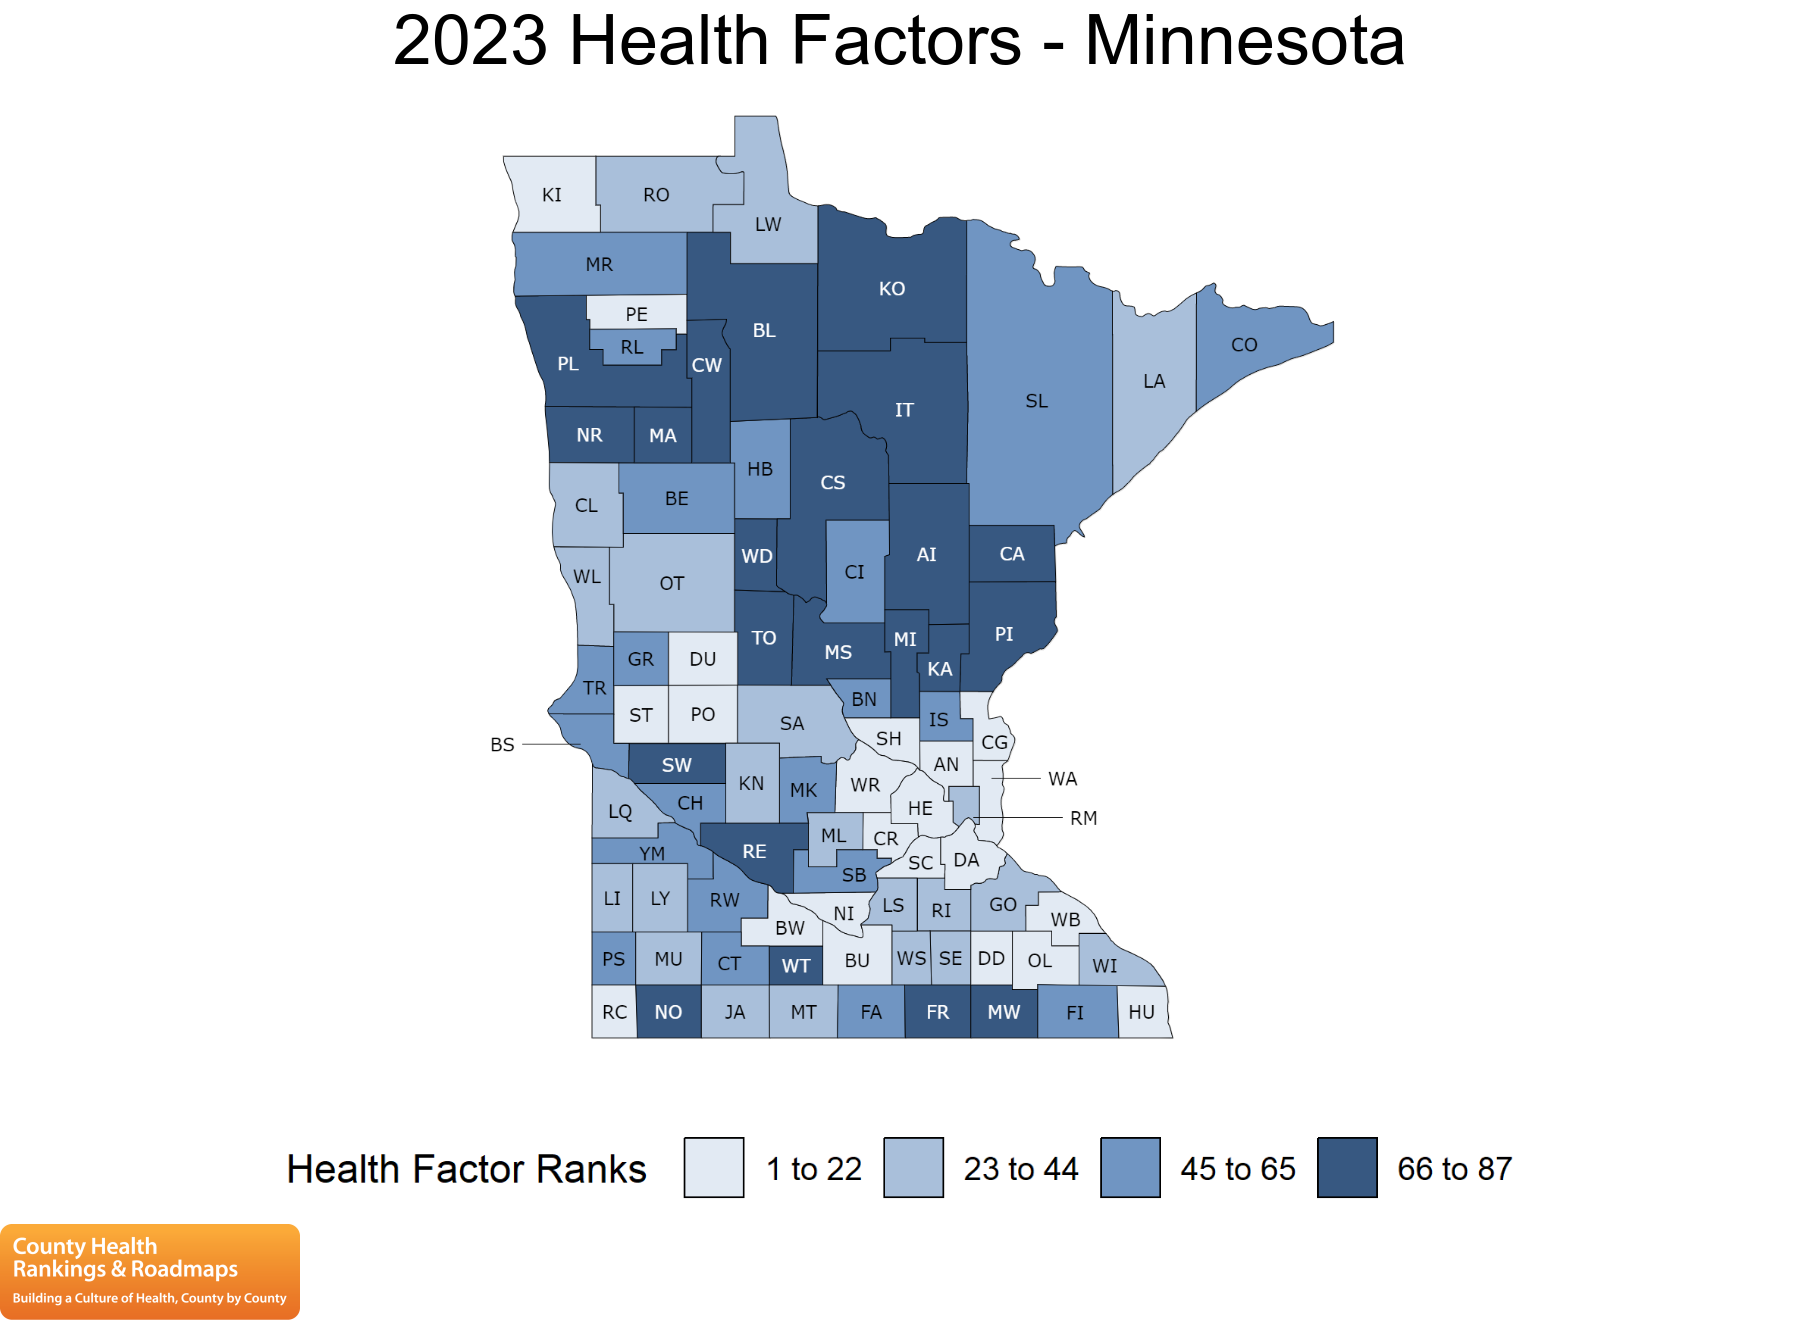 2023 Health Factors - Minnesota
KI
RO
LW
MR
KO
PE
BL
RL
PL
CW
CO
LA
SL
IT
NR
MA
HB
CS
BE
CL
WD
AI
CA
CI
WL
OT
TO
MI
PI
MS
GR
DU
KA
TR
BN
ST
PO
SA
IS
BS
SH
CG
SW
AN
WA
KN
MK
WR
CH
HE
LQ
RM
ML
CR
YM
RE
SC
DA
SB
LI
LY
RW
NI
LS
RI
GO
WB
BW
PS
MU
CT
WT
BU
WS
SE
DD
OL
WI
RC
NO
JA
MT
FA
FR
MW
FI
HU
Health Factor Ranks 1 to 22 23 to 44 45 to 65 66 to 87
County Health
Rankings & Roadmaps
Building a Culture of Health, County by County